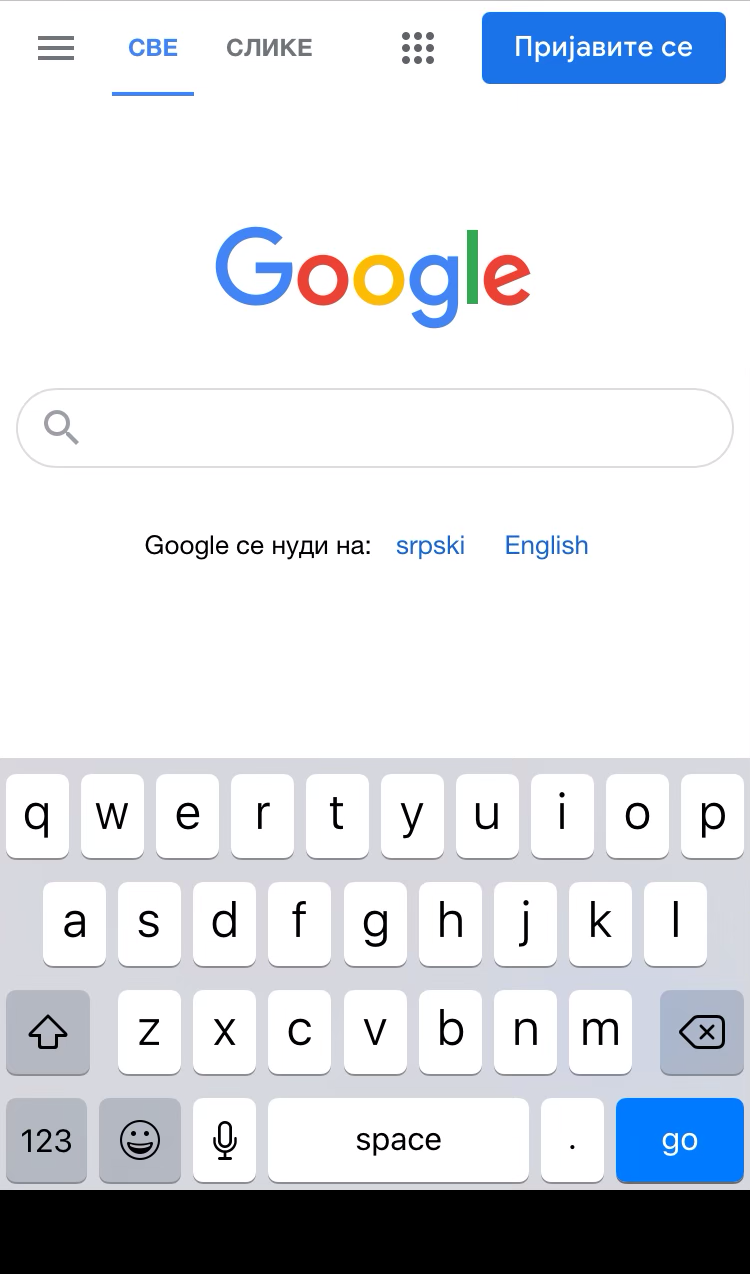 СВЕ СЛИКЕ Пријавите се
Google
Google се нуди на: srpski English
q w e r t y u i o p
a s d f g h j k l
z x c v b n m
123 space . go